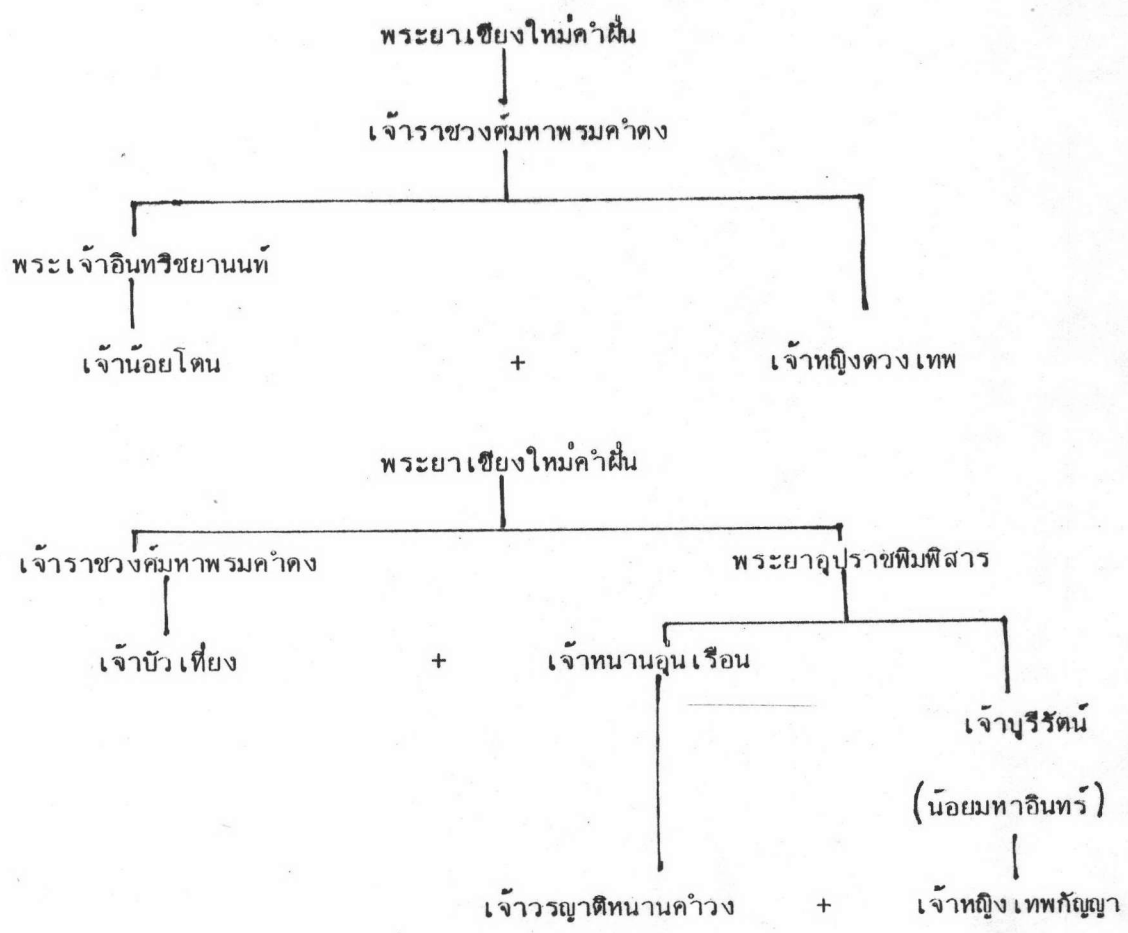 พระยาเชียงใหม่คำฝั้น
เจ้าราชวงศ์มหาพรมคำคง
พระเจ้าอินทวิชยานนท์
เจ้าน้อยโตน + เจ้าหญิงดวงเทพ
พระยาเชียงใหม่คำฝั้น
เจ้าราชวงศ์มหาพรมคำคง พระยาอุปราชพิมพิสาร
เจ้าบัวเที่ยง + เจ้าหนานอุ่นเรือน
เจ้าบุรีรัตน์
(น้อยมหาอินทร์)
เจ้าวรญาติหนานคำวง + เจ้าหญิงเทพกัญญา